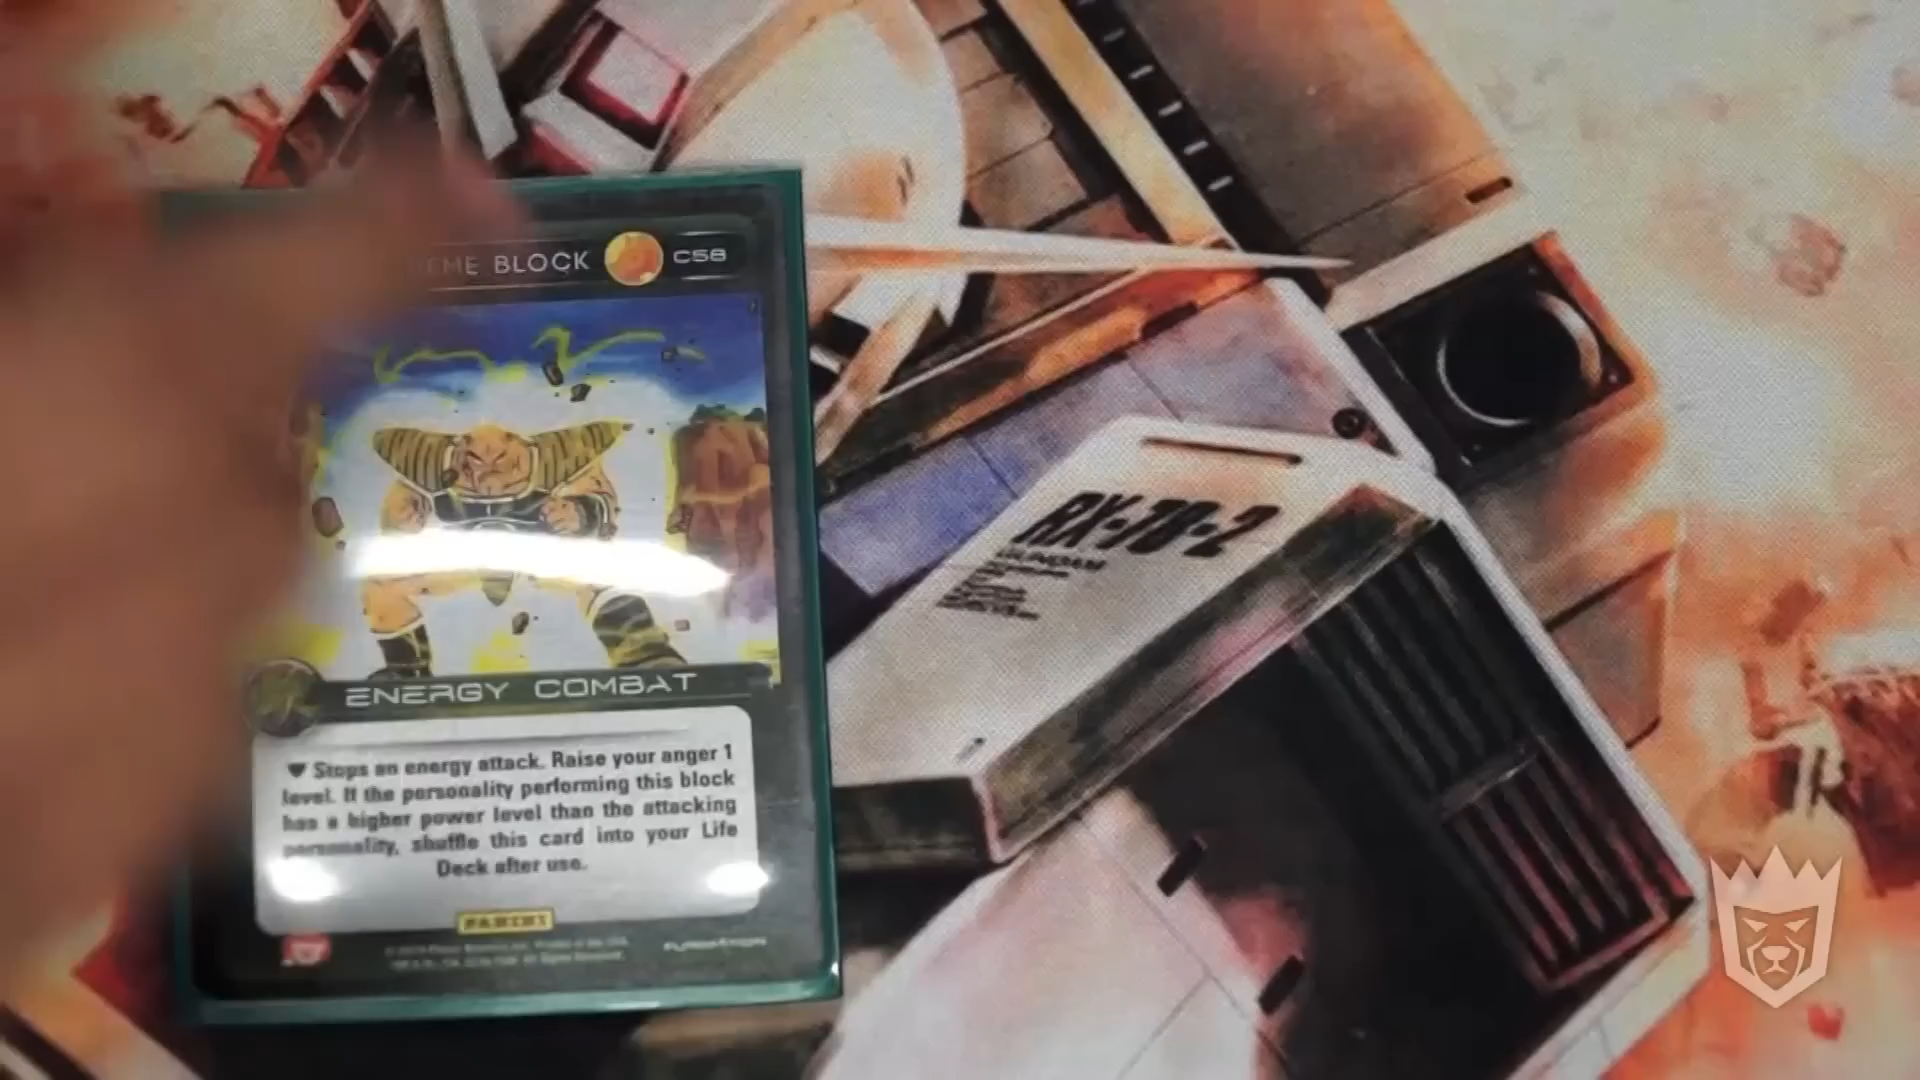 BLOCK C58
ENERGY COMBAT
♥ Stops an energy attack. Raise your anger 1
level. If the personality performing this block
has a higher power level than the attacking
personality, shuffle this card into your Life
Deck after use.
PANINI
FUNIMATION
RX-78-2
GUNDAM